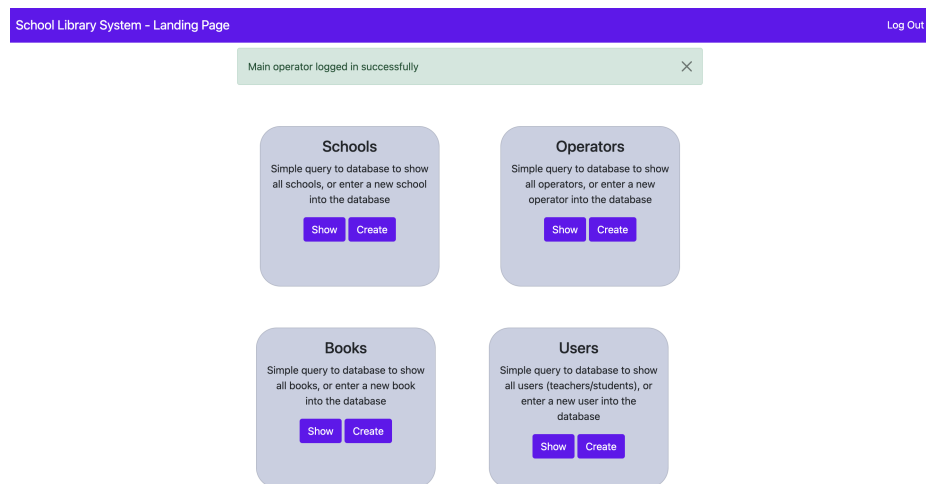 School Library System - Landing Page
Log Out
Main operator logged in successfully
Schools
Simple query to database to show
all schools, or enter a new school
into the database
Show Create
Operators
Simple query to database to show
all operators, or enter a new
operator into the database
Show Create
Books
Simple query to database to show
all books, or enter a new book
into the database
Show Create
Users
Simple query to database to show
all users (teachers/students), or
enter a new user into the
database
Show Create